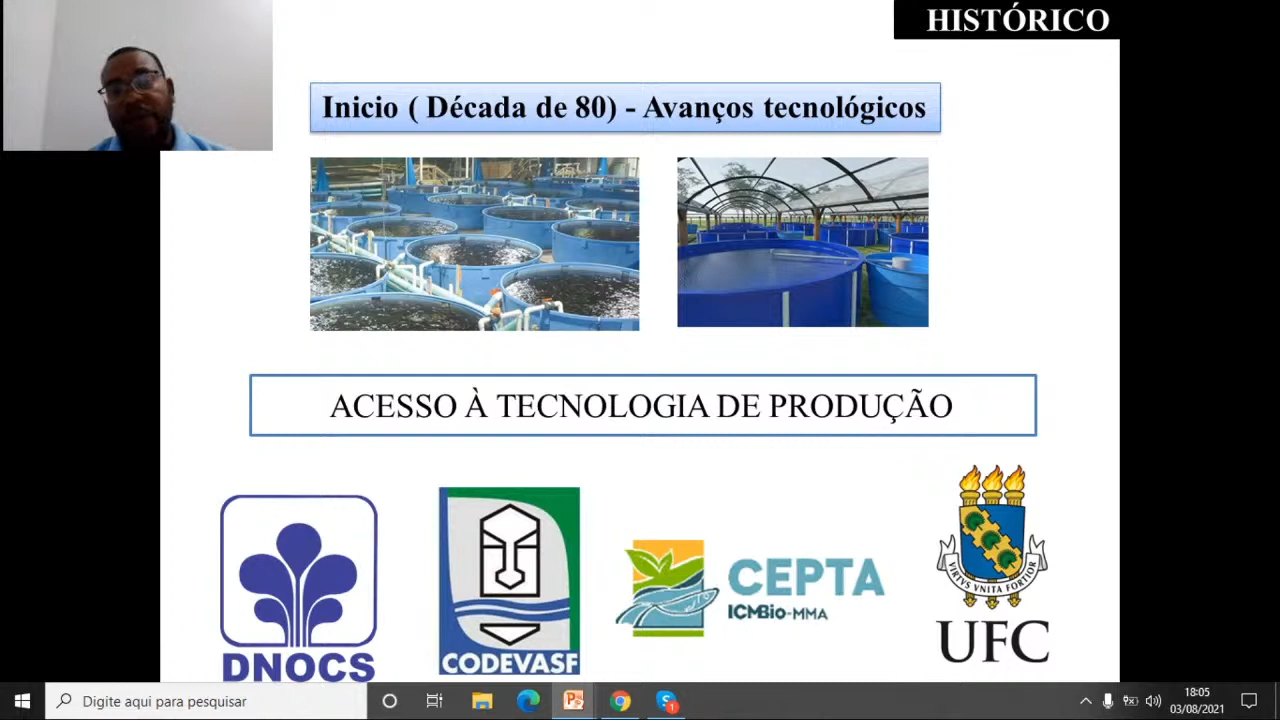 HISTÓRICO
Inicio ( Década de 80) - Avanços tecnológicos
ACESSO À TECNOLOGIA DE PRODUÇÃO
DNOCS
CODEVASF
CEPTA
ICMBio-MMA
VIRTVS VNITA FORTIOR
UFC
Digite aqui para pesquisar
1
18:05
03/08/2021